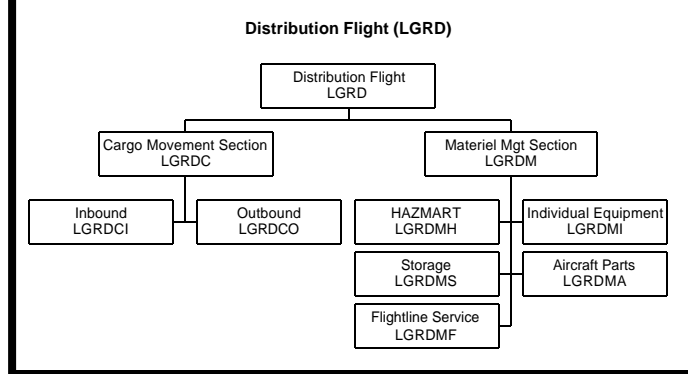 Distribution Flight (LGRD)
Distribution Flight
LGRD
Cargo Movement Section
LGRDC
Materiel Mgt Section
LGRDM
Inbound
LGRDCI
Outbound
LGRDCO
HAZMART
LGRDMH
Individual Equipment
LGRDMI
Storage
LGRDMS
Aircraft Parts
LGRDMA
Flightline Service
LGRDMF